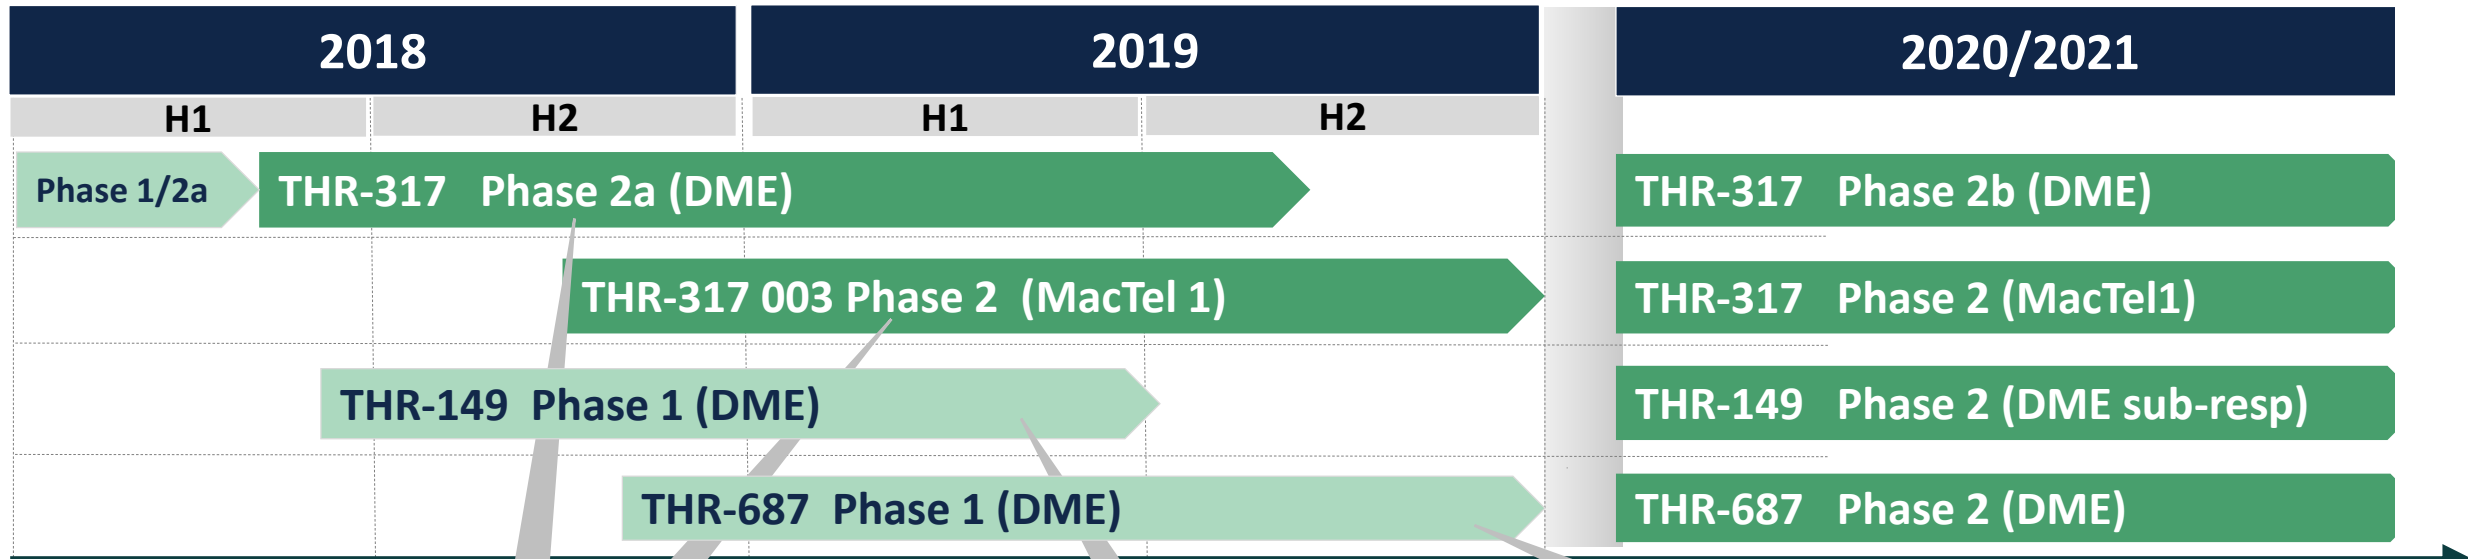 2018 2019 2020/2021
H1 H2 H1 H2
Phase 1/2a THR-317 Phase 2a (DME) THR-317 Phase 2b (DME)
THR-317 003 Phase 2 (MacTel 1) THR-317 Phase 2 (MacTel1)
THR-149 Phase 1 (DME) THR-149 Phase 2 (DME sub-resp)
THR-687 Phase 1 (DME) THR-687 Phase 2 (DME)